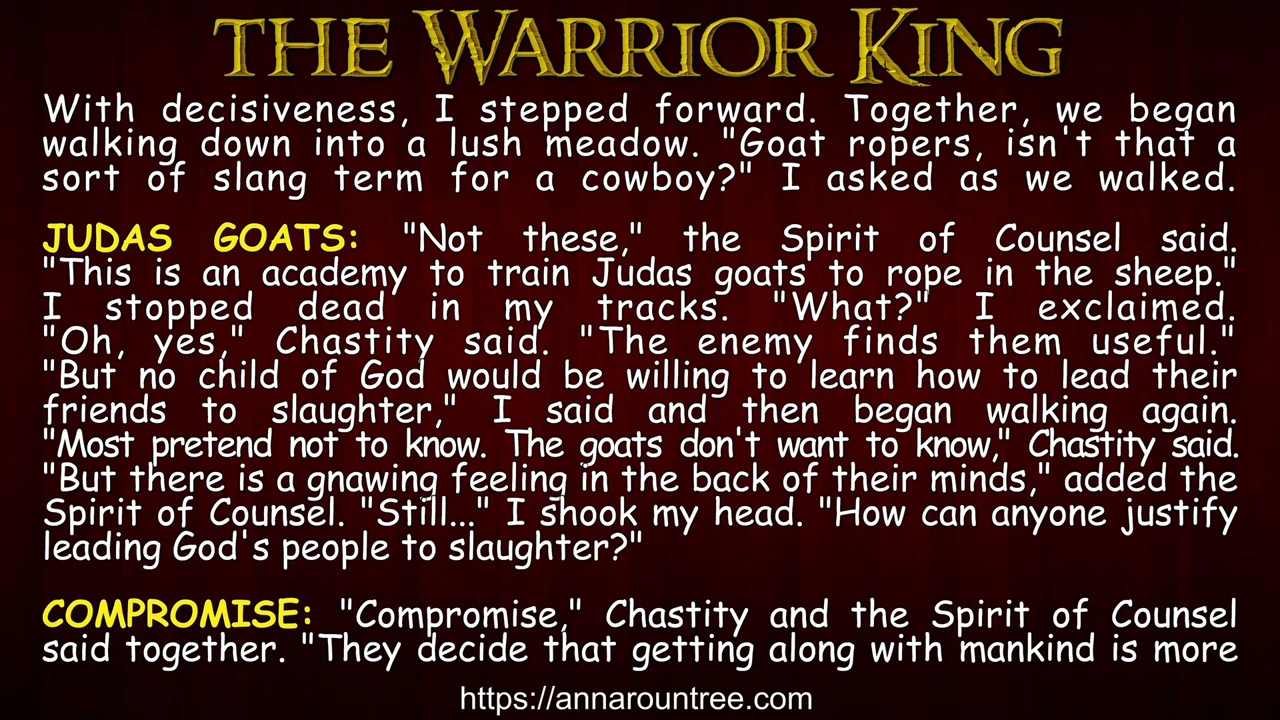 THE WARRIOR KING
With decisiveness, I stepped forward. Together, we began
walking down into a lush meadow. "Goat ropers, isn't that a
sort of slang term for a cowboy?" I asked as we walked.
JUDAS GOATS: "Not these," the Spirit of Counsel said.
"This is an academy to train Judas goats to rope in the sheep."
I stopped dead in my tracks. "What?" I exclaimed.
"Oh, yes," Chastity said. "The enemy finds them useful."
"But no child of God would be willing to learn how to lead their
friends to slaughter," I said and then began walking again.
"Most pretend not to know. The goats don't want to know," Chastity said.
"But there is a gnawing feeling in the back of their minds," added the
Spirit of Counsel. "Still..." I shook my head. "How can anyone justify
leading God's people to slaughter?"
COMPROMISE: "Compromise," Chastity and the Spirit of Counsel
said together. "They decide that getting along with mankind is more
https://annarountree.com